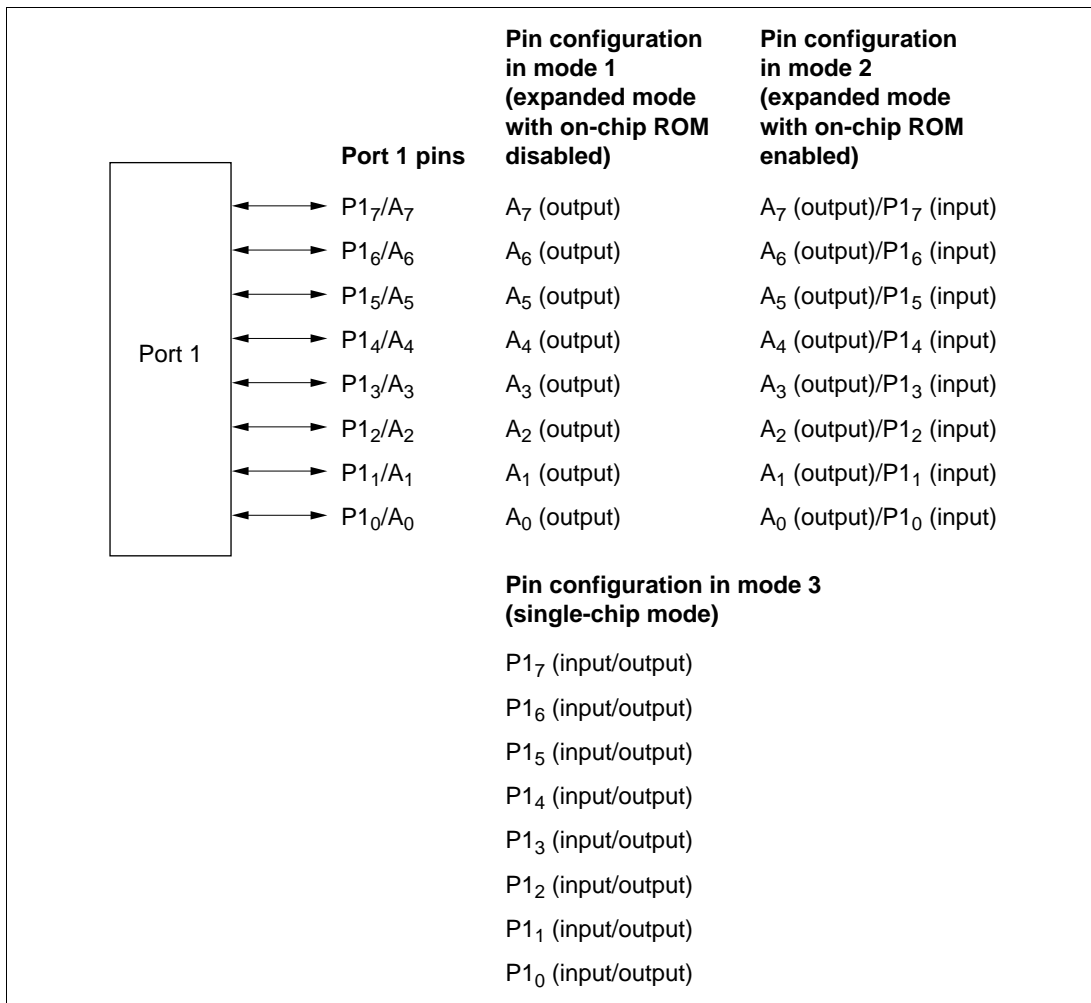 Pin configuration in mode 1 (expanded mode with on-chip ROM disabled)
Pin configuration in mode 2 (expanded mode with on-chip ROM enabled)
Port 1 pins
Port 1
P1₇/A₇ A₇ (output) A₇ (output)/P1₇ (input)
P1₆/A₆ A₆ (output) A₆ (output)/P1₆ (input)
P1₅/A₅ A₅ (output) A₅ (output)/P1₅ (input)
P1₄/A₄ A₄ (output) A₄ (output)/P1₄ (input)
P1₃/A₃ A₃ (output) A₃ (output)/P1₃ (input)
P1₂/A₂ A₂ (output) A₂ (output)/P1₂ (input)
P1₁/A₁ A₁ (output) A₁ (output)/P1₁ (input)
P1₀/A₀ A₀ (output) A₀ (output)/P1₀ (input)
Pin configuration in mode 3
(single-chip mode)
P1₇ (input/output)
P1₆ (input/output)
P1₅ (input/output)
P1₄ (input/output)
P1₃ (input/output)
P1₂ (input/output)
P1₁ (input/output)
P1₀ (input/output)